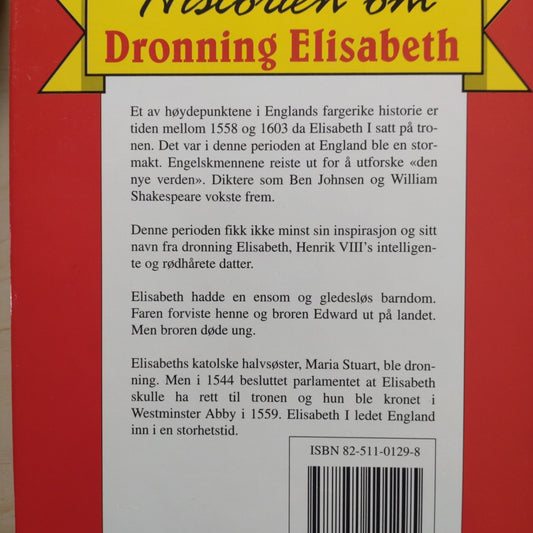 Historien om
Dronning Elisabeth
Et av høydepunktene i Englands fargerike historie er
tiden mellom 1558 og 1603 da Elisabeth I satt på tro-
nen. Det var i denne perioden at England ble en stor-
makt. Engelskmennene reiste ut for å utforske «den
nye verden». Diktere som Ben Johnsen og William
Shakespeare vokste frem.
Denne perioden fikk ikke minst sin inspirasjon og sitt
navn fra dronning Elisabeth, Henrik VIII's intelligen-
te og rødhårete datter.
Elisabeth hadde en ensom og gledesløs barndom.
Faren forviste henne og broren Edward ut på landet.
Men broren døde ung.
Elisabeths katolske halvsøster, Maria Stuart, ble dron-
ning. Men i 1544 besluttet parlamentet at Elisabeth
skulle ha rett til tronen og hun ble kronet i
Westminster Abby i 1559. Elisabeth I ledet England
inn i en storhetstid.
ISBN 82-511-0129-8